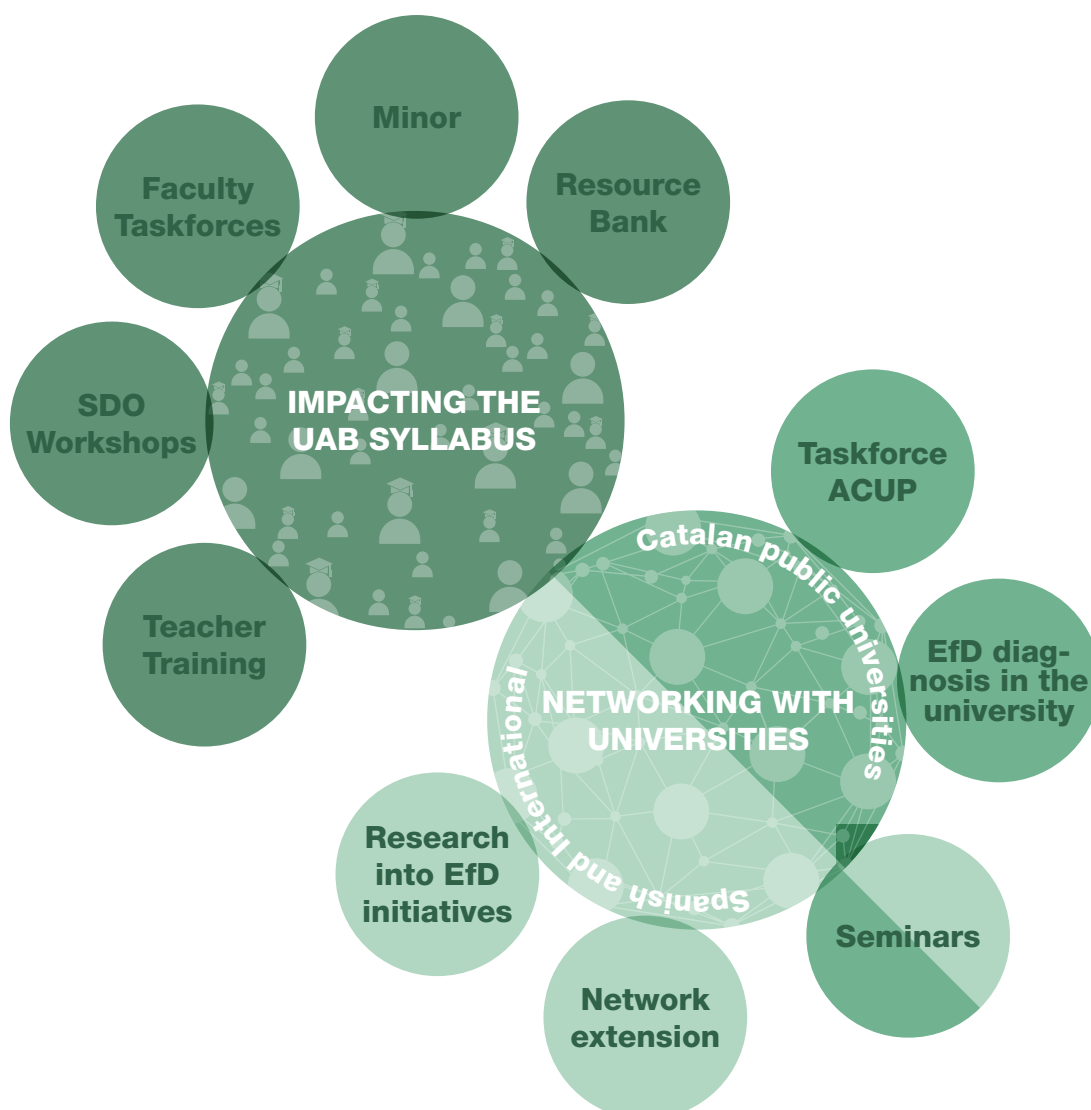 Minor
Faculty
Taskforces
Resource
Bank
SDO
Workshops
IMPACTING THE
UAB SYLLABUS
Teacher
Training
Taskforce
ACUP
Catalan public universities
EfD diag-
nosis in the
university
NETWORKING WITH
UNIVERSITIES
Spanish and International
Research
into EfD
initiatives
Seminars
Network
extension